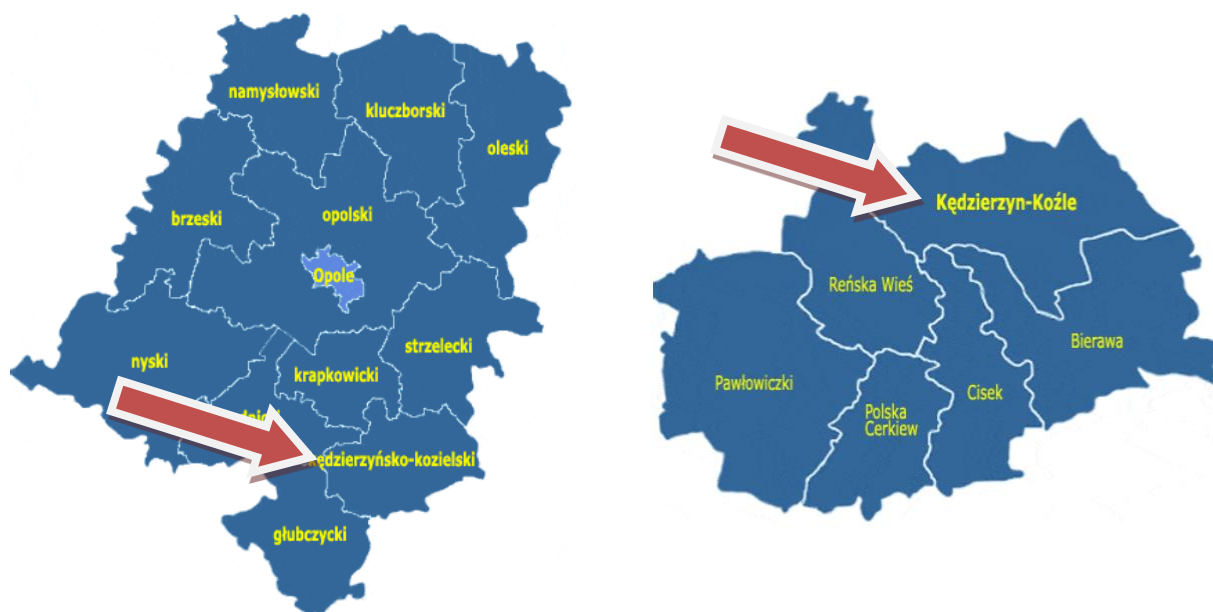 namysłowski
kluczborski
oleski
brzeski
opolski
Opole
strzelecki
nyski
krapkowicki
kędzierzyńsko-kozielski
głubczycki
Kędzierzyn-Koźle
Reńska Wieś
Bierawa
Pawłowiczki
Cisek
Polska
Cerkiew